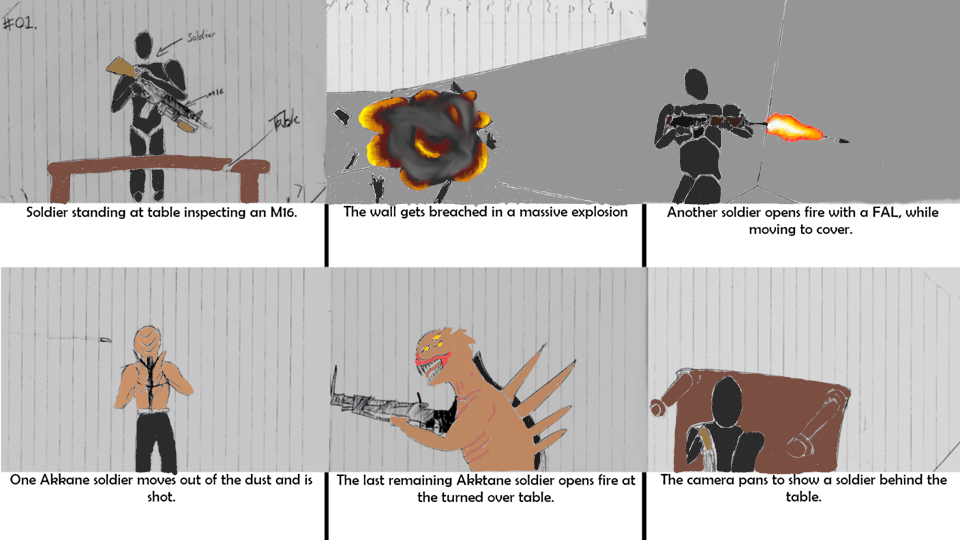 #01.
Soldier
M16
Table
Soldier standing at table inspecting an M16.
The wall gets breached in a massive explosion
Another soldier opens fire with a FAL, while
moving to cover.
One Akkane soldier moves out of the dust and is
shot.
The last remaining Akktane soldier opens fire at
the turned over table.
The camera pans to show a soldier behind the
table.